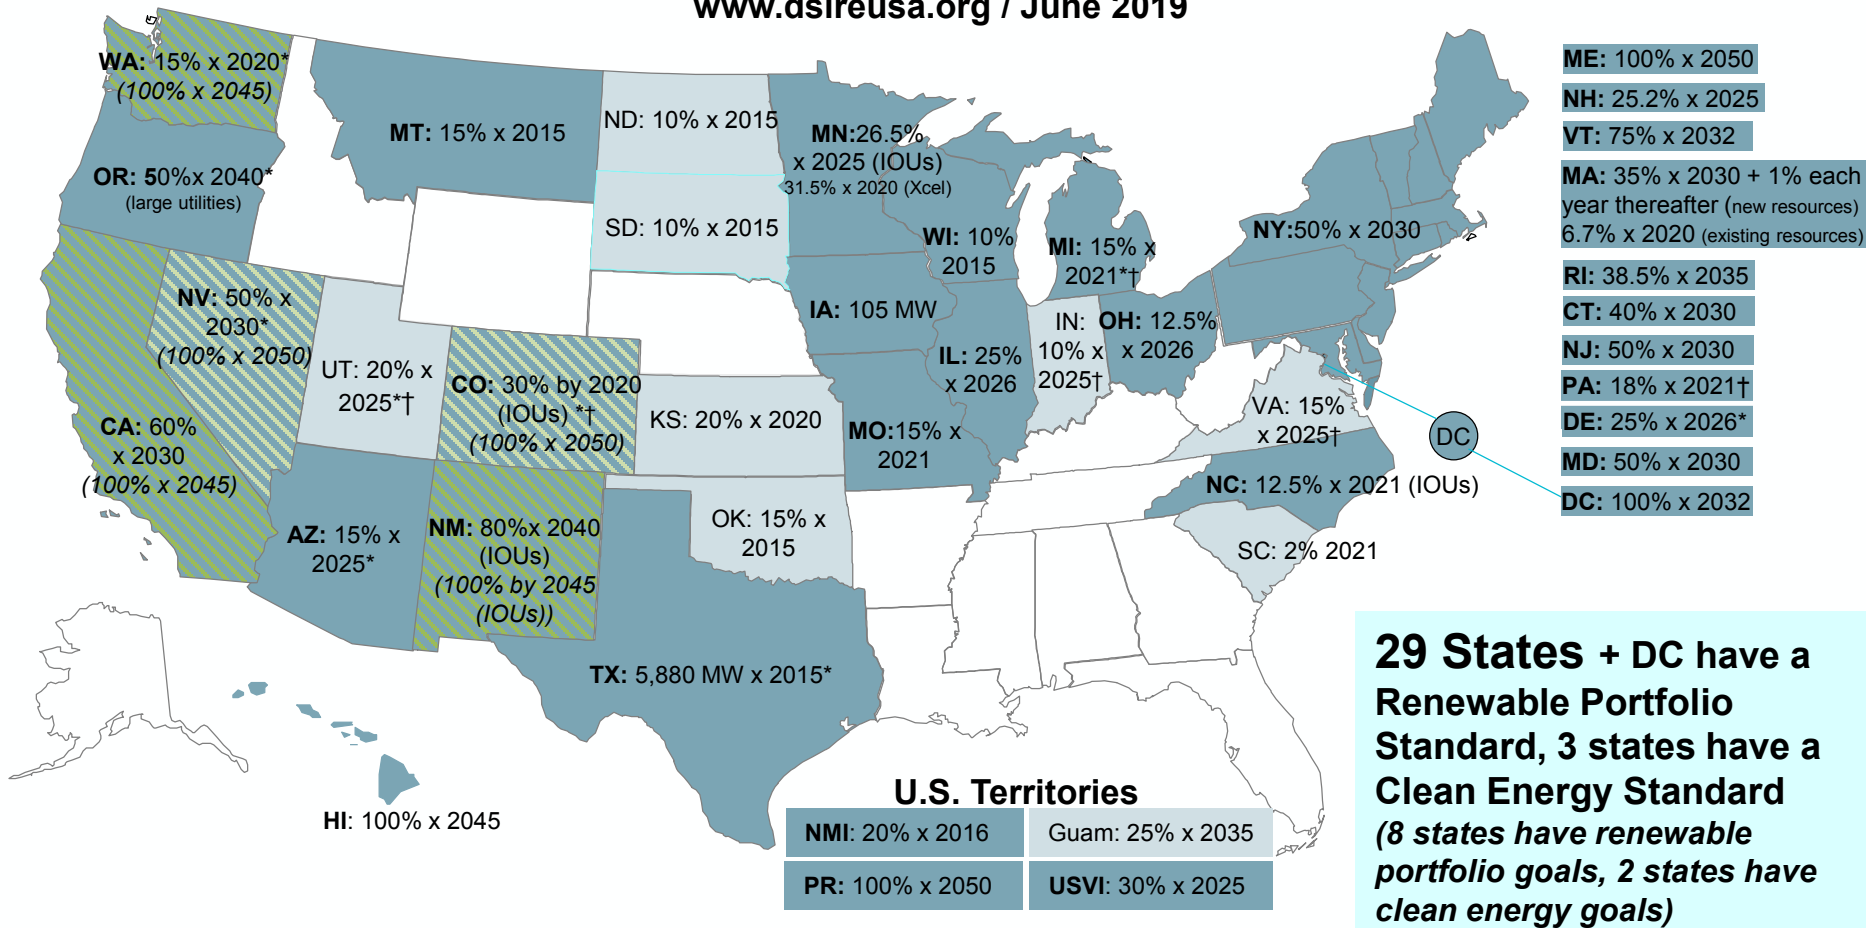 www.dsireusa.org / June 2019
WA: 15% x 2020*
(100% x 2045)
OR: 50%x 2040*
(large utilities)
MT: 15% x 2015
ND: 10% x 2015
SD: 10% x 2015
MN:26.5%
x 2025 (IOUs)
31.5% x 2020 (Xcel)
WI: 10%
2015
MI: 15% x
2021*†
NY:50% x 2030
NV: 50% x
2030*
(100% x 2050)
UT: 20% x
2025*†
CO: 30% by 2020
(IOUs) *†
(100% x 2050)
CA: 60%
x 2030
(100% x 2045)
KS: 20% x 2020
IA: 105 MW
IL: 25%
x 2026
IN:
10% x
2025†
OH: 12.5%
x 2026
MO:15% x
2021
VA: 15%
x 2025†
DC
NC: 12.5% x 2021 (IOUs)
SC: 2% 2021
AZ: 15% x
2025*
NM: 80%x 2040
(IOUs)
(100% by 2045
(IOUs))
OK: 15% x
2015
TX: 5,880 MW x 2015*
HI: 100% x 2045
ME: 100% x 2050
NH: 25.2% x 2025
VT: 75% x 2032
MA: 35% x 2030 + 1% each
year thereafter (new resources)
6.7% x 2020 (existing resources)
RI: 38.5% x 2035
CT: 40% x 2030
NJ: 50% x 2030
PA: 18% x 2021†
DE: 25% x 2026*
MD: 50% x 2030
DC: 100% x 2032
U.S. Territories
NMI: 20% x 2016
Guam: 25% x 2035
PR: 100% x 2050
USVI: 30% x 2025
29 States + DC have a
Renewable Portfolio
Standard, 3 states have a
Clean Energy Standard
(8 states have renewable
portfolio goals, 2 states have
clean energy goals)